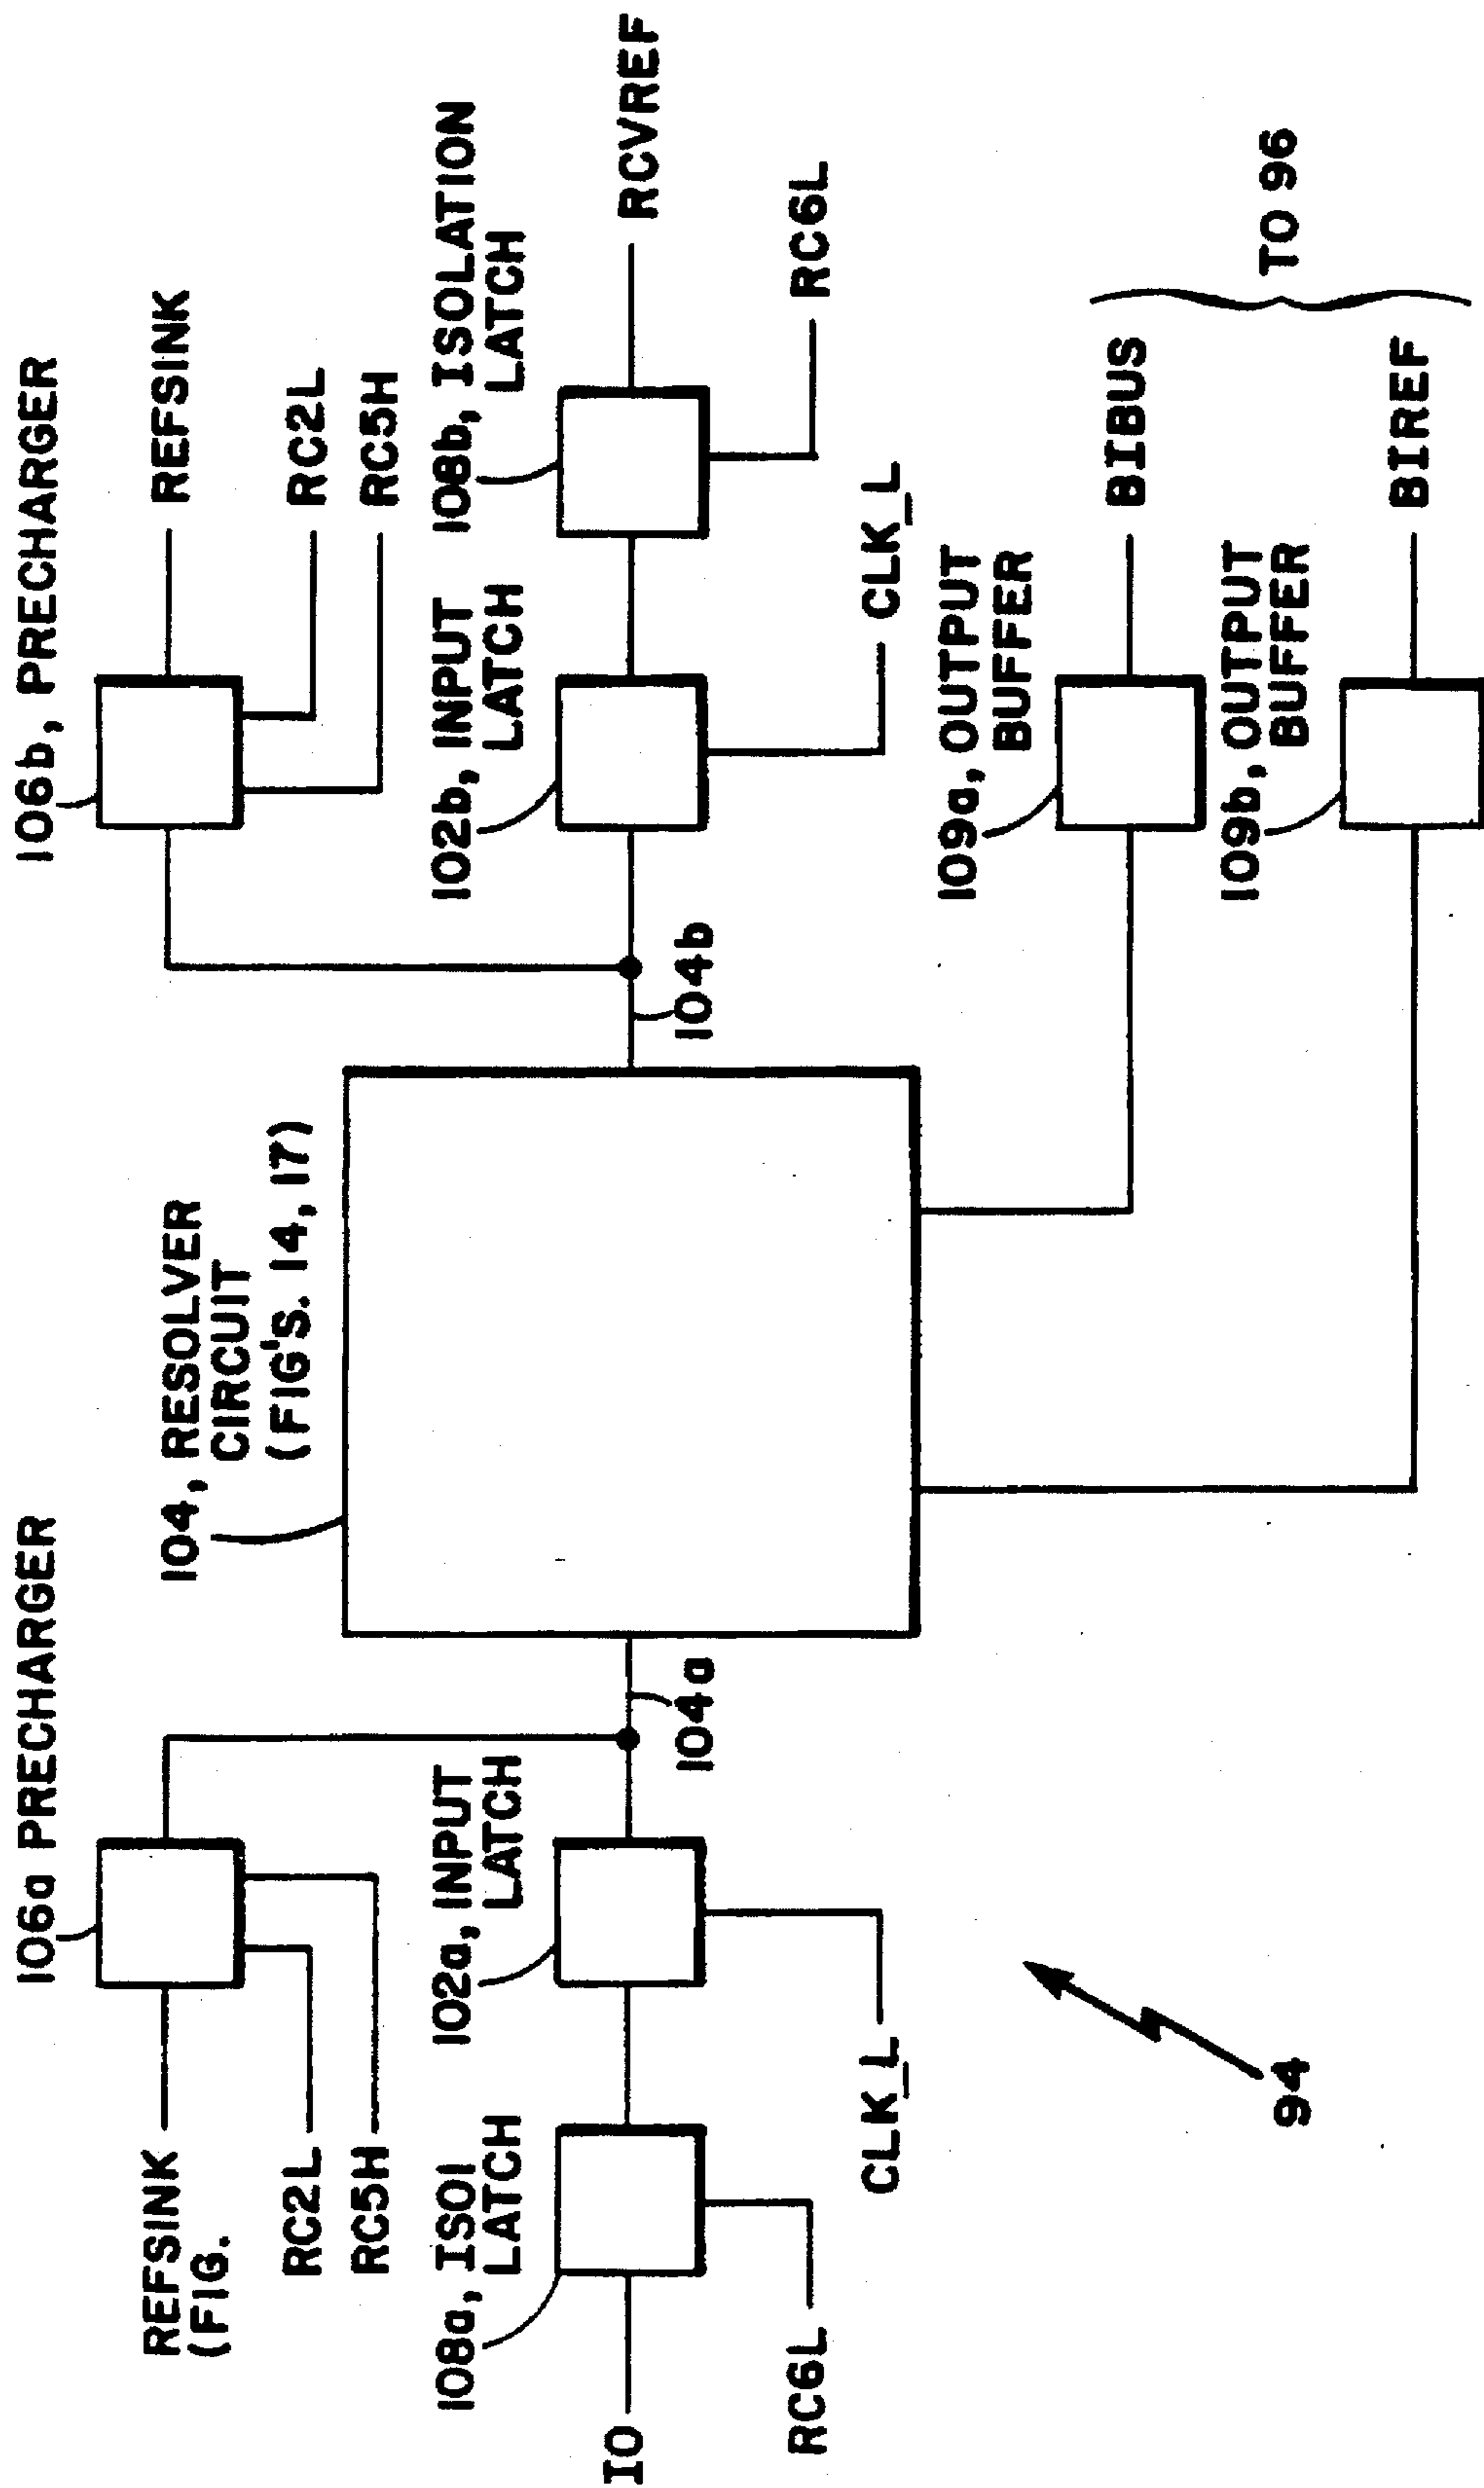 106a PRECHARGER
REFSINK
(FIG.
RC2L
RC5H
108a, ISO1
LATCH
102a, INPUT
LATCH
IO
RC6L
CLK_L
104a
104, RESOLVER
CIRCUIT
(FIG'S. 14, 17)
106b, PRECHARGER
REFSINK
RC2L
RC5H
102b, INPUT
LATCH
108b, ISOLATION
LATCH
RCVREF
RC6L
CLK_L
104b
109a, OUTPUT
BUFFER
BIBUS
109b, OUTPUT
BUFFER
BIREF
TO 96
94